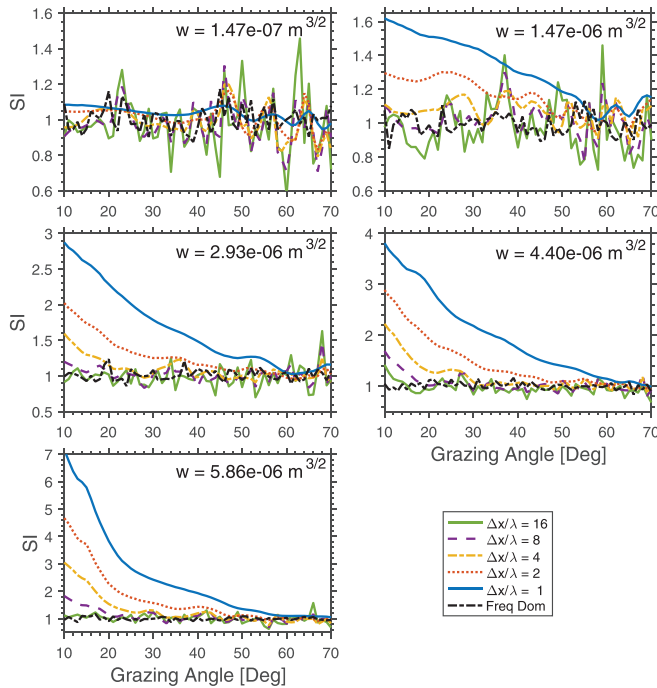 w = 1.47e-07 m^3/2
SI
1.6
1.4
1.2
1
0.8
0.6
10 20 30 40 50 60 70
w = 1.47e-06 m^3/2
1.6
1.4
1.2
1
0.8
0.6
10 20 30 40 50 60 70
w = 2.93e-06 m^3/2
SI
3
2.5
2
1.5
1
0.5
10 20 30 40 50 60 70
w = 4.40e-06 m^3/2
4
3
2
1
10 20 30 40 50 60 70
Grazing Angle [Deg]
w = 5.86e-06 m^3/2
SI
7
6
5
4
3
2
1
10 20 30 40 50 60 70
Grazing Angle [Deg]
Δx/λ = 16
Δx/λ = 8
Δx/λ = 4
Δx/λ = 2
Δx/λ = 1
Freq Dom